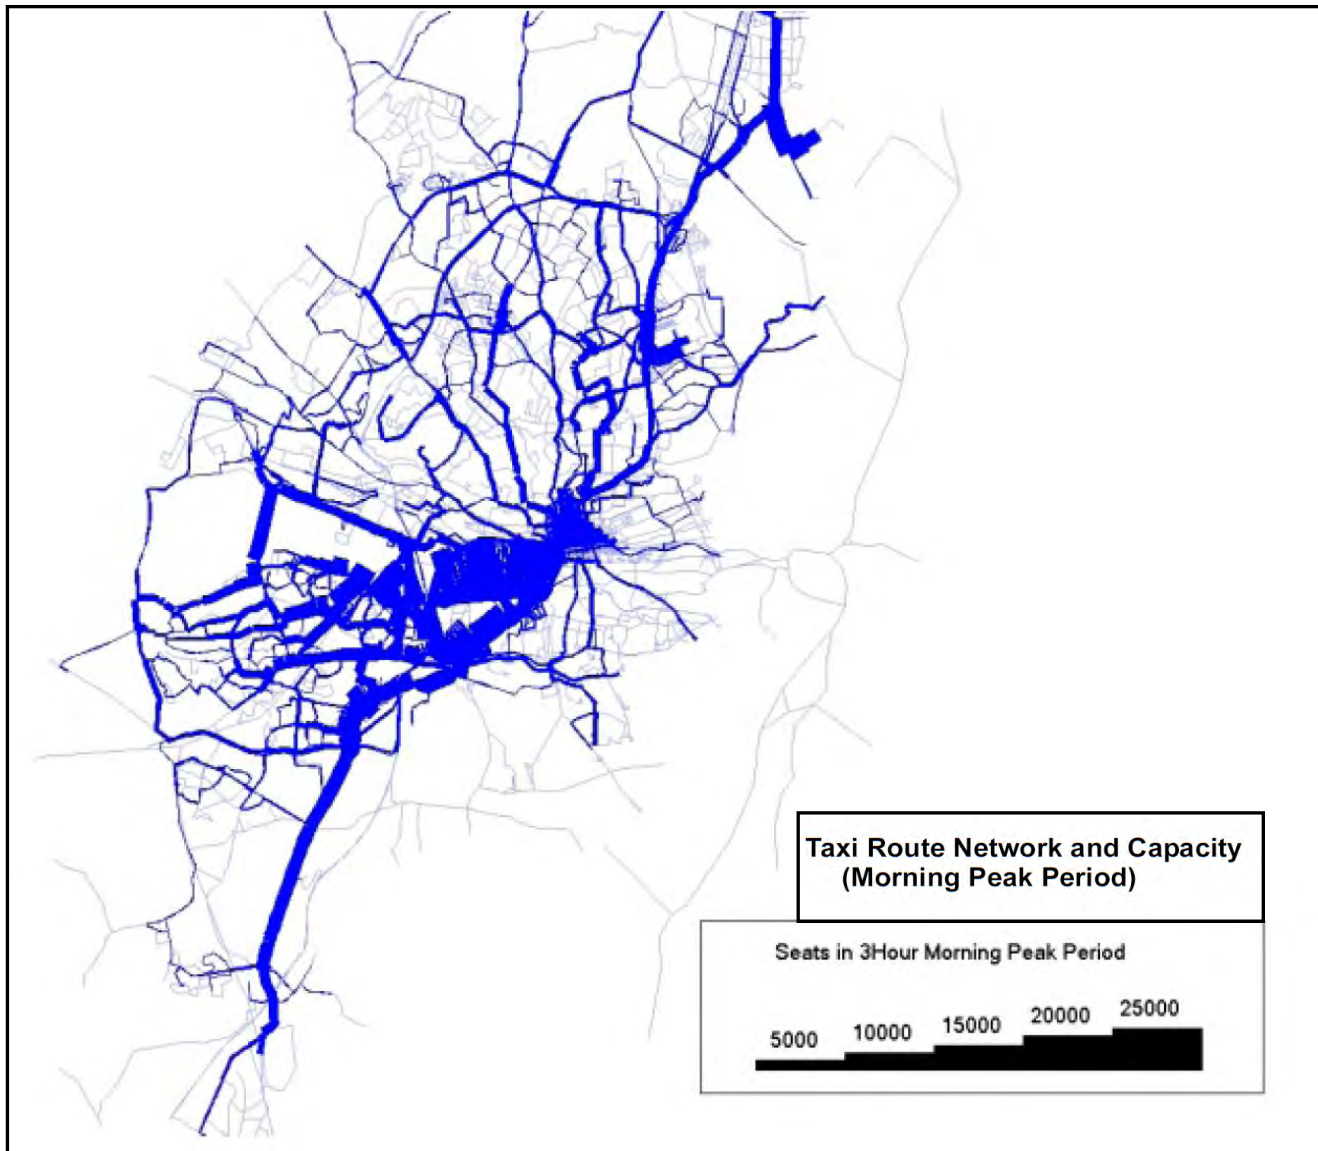 Taxi Route Network and Capacity
(Morning Peak Period)
Seats in 3Hour Morning Peak Period
5000 10000 15000 20000 25000